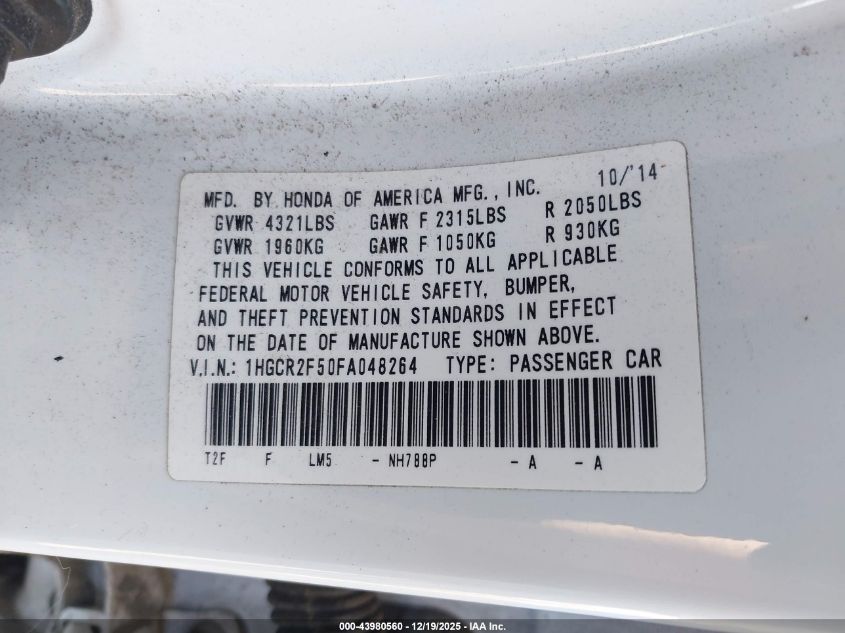 MFD. BY HONDA OF AMERICA MFG., INC. 10/'14
GVWR 4321LBS GAWR F 2315LBS R 2050LBS
GVWR 1960KG GAWR F 1050KG R 930KG
THIS VEHICLE CONFORMS TO ALL APPLICABLE
FEDERAL MOTOR VEHICLE SAFETY, BUMPER,
AND THEFT PREVENTION STANDARDS IN EFFECT
ON THE DATE OF MANUFACTURE SHOWN ABOVE.
V.I.N.: 1HGCR2F50FA048264 TYPE: PASSENGER CAR
T2F F LM5 - NH788P - A - A
000-43980560 - 12/19/2025 - IAA Inc.